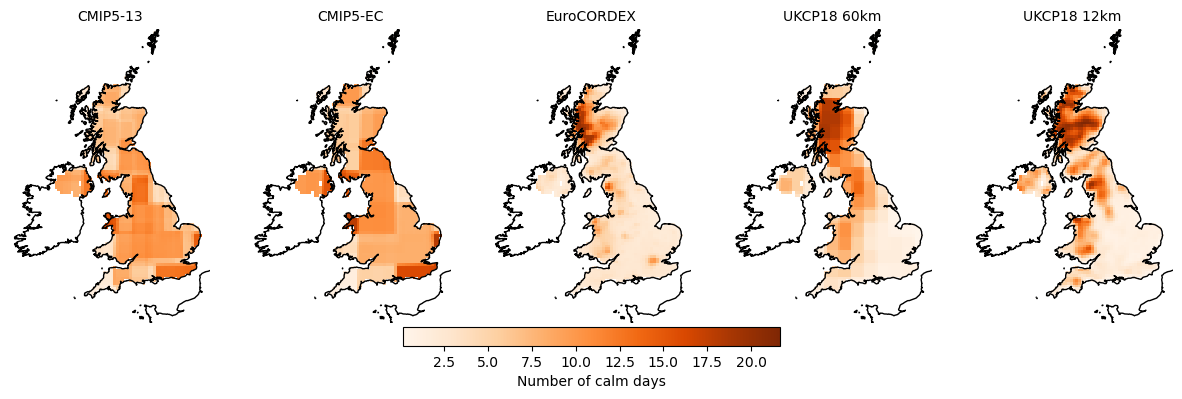 CMIP5-13
CMIP5-EC
EuroCORDEX
UKCP18 60km
UKCP18 12km
2.5 5.0 7.5 10.0 12.5 15.0 17.5 20.0
Number of calm days